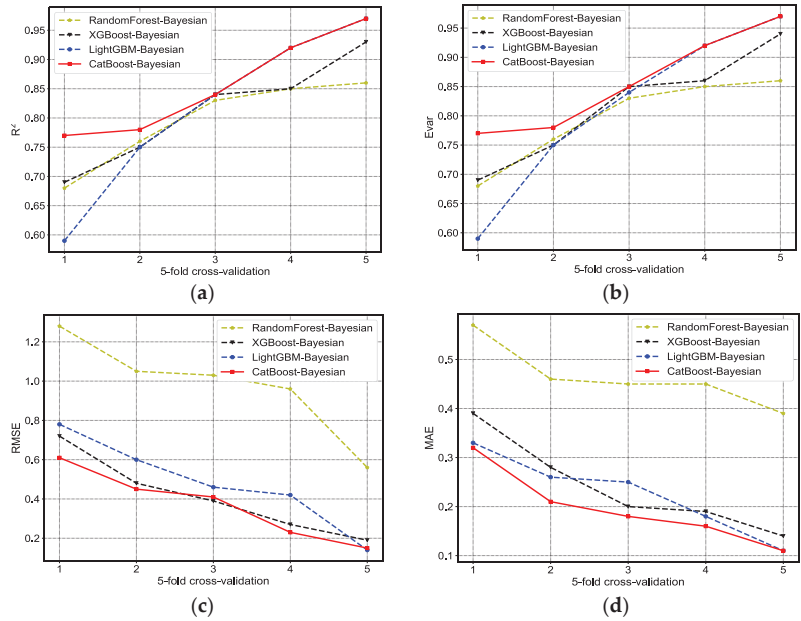 RandomForest-Bayesian
XGBoost-Bayesian
LightGBM-Bayesian
CatBoost-Bayesian
0.95
0.90
0.85
0.80
0.75
0.70
0.65
0.60
R²
1 2 3 4 5
5-fold cross-validation
(a)
RandomForest-Bayesian
XGBoost-Bayesian
LightGBM-Bayesian
CatBoost-Bayesian
0.95
0.90
0.85
0.80
0.75
0.70
0.65
0.60
Evar
1 2 3 4 5
5-fold cross-validation
(b)
RandomForest-Bayesian
XGBoost-Bayesian
LightGBM-Bayesian
CatBoost-Bayesian
1.2
1.0
0.8
0.6
0.4
0.2
RMSE
1 2 3 4 5
5-fold cross-validation
(c)
RandomForest-Bayesian
XGBoost-Bayesian
LightGBM-Bayesian
CatBoost-Bayesian
0.5
0.4
0.3
0.2
0.1
MAE
1 2 3 4 5
5-fold cross-validation
(d)